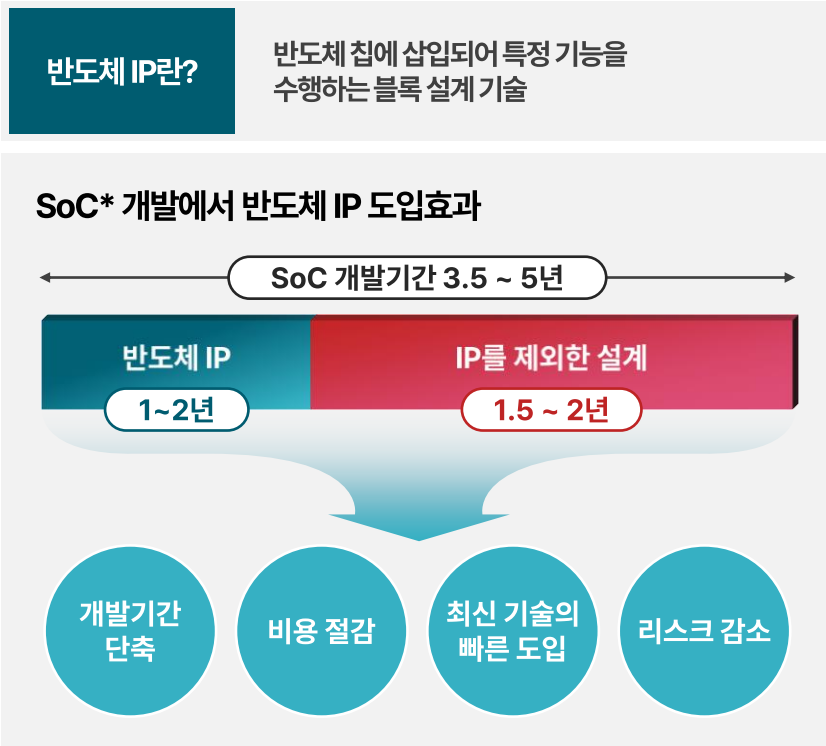 반도체 IP란?
반도체 칩에 삽입되어 특정 기능을
수행하는 블록 설계 기술
SoC* 개발에서 반도체 IP 도입효과
SoC 개발기간 3.5 ~ 5년
반도체 IP
IP를 제외한 설계
1~2년
1.5 ~ 2년
개발기간
단축
비용 절감
최신 기술의
빠른 도입
리스크 감소